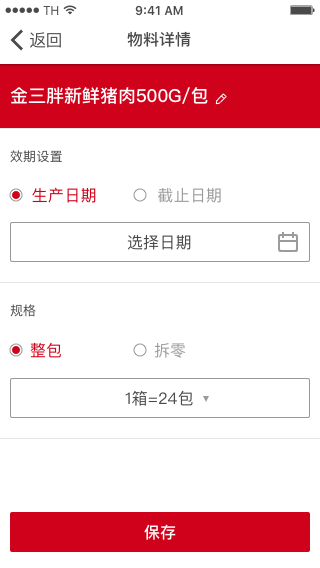 TH 9:41 AM
返回 物料详情
金三胖新鲜猪肉500G/包
效期设置
生产日期 截止日期
选择日期
规格
整包 拆零
1箱=24包
保存